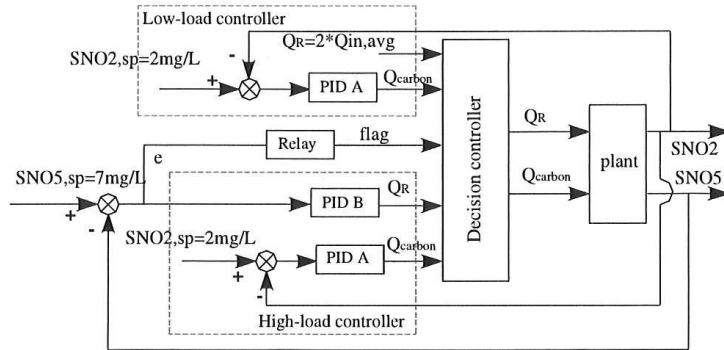 Low-load controller
QR=2*Qin,avg
SNO2,sp=2mg/L
-
+
PID A
Qcarbon
Relay
flag
e
SNO5,sp=7mg/L
+
-
PID B
QR
SNO2,sp=2mg/L
+
-
PID A
Qcarbon
High-load controller
Decision controller
QR
Qcarbon
plant
SNO2
SNO5